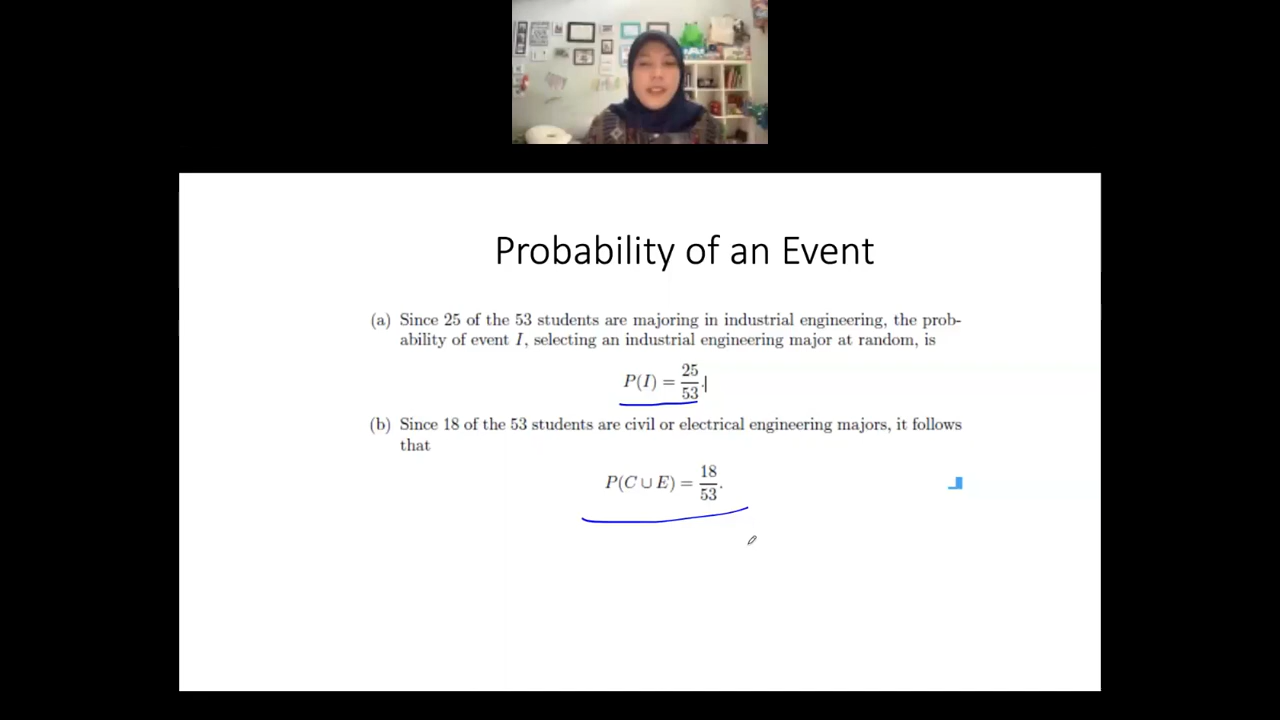 Probability of an Event
(a) Since 25 of the 53 students are majoring in industrial engineering, the prob-
ability of event I, selecting an industrial engineering major at random, is
P(I) = 25/53.
(b) Since 18 of the 53 students are civil or electrical engineering majors, it follows
that
P(C ∪ E) = 18/53.